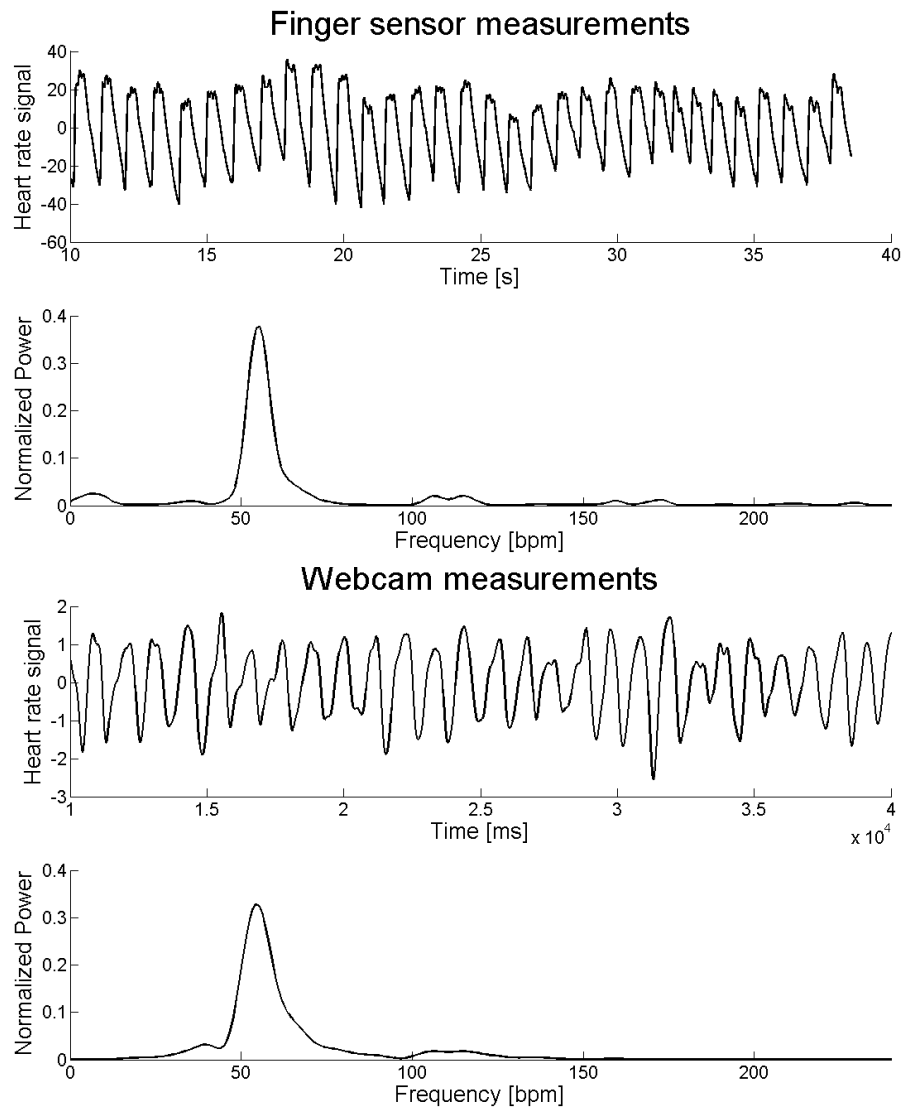 Finger sensor measurements
40
20
0
-20
-40
-60
Heart rate signal
10 15 20 25 30 35 40
Time [s]
0.4
0.3
0.2
0.1
0
Normalized Power
0 50 100 150 200
Frequency [bpm]
Webcam measurements
2
1
0
-1
-2
-3
Heart rate signal
1 1.5 2 2.5 3 3.5 4
Time [ms]
x 10^4
0.4
0.3
0.2
0.1
0
Normalized Power
0 50 100 150 200
Frequency [bpm]